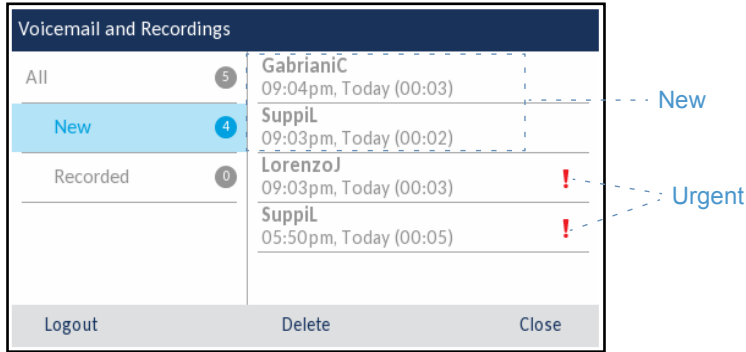 Voicemail and Recordings
All 5
New 4
Recorded 0
GabrianiC
09:04pm, Today (00:03)
SuppiL
09:03pm, Today (00:02)
LorenzoJ
09:03pm, Today (00:03) !
SuppiL
05:50pm, Today (00:05) !
New
Urgent
Logout Delete Close